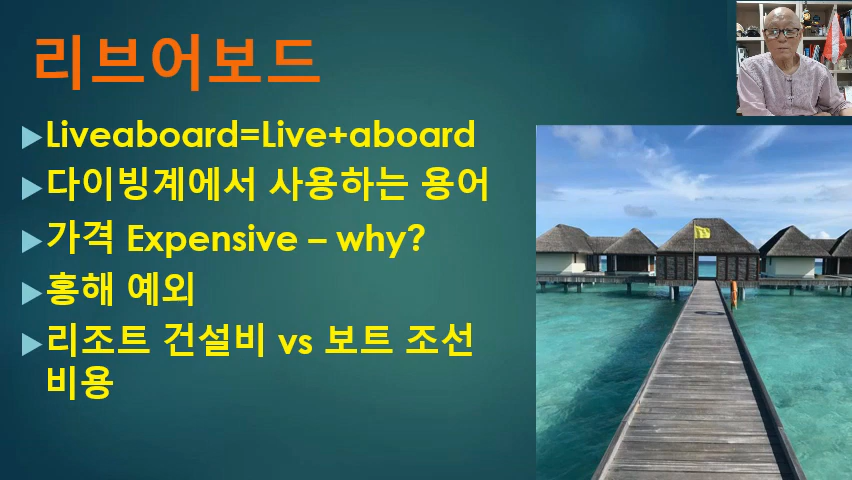 리브어보드
Liveaboard=Live+aboard
다이빙계에서 사용하는 용어
가격 Expensive – why?
홍해 예외
리조트 건설비 vs 보트 조선
비용